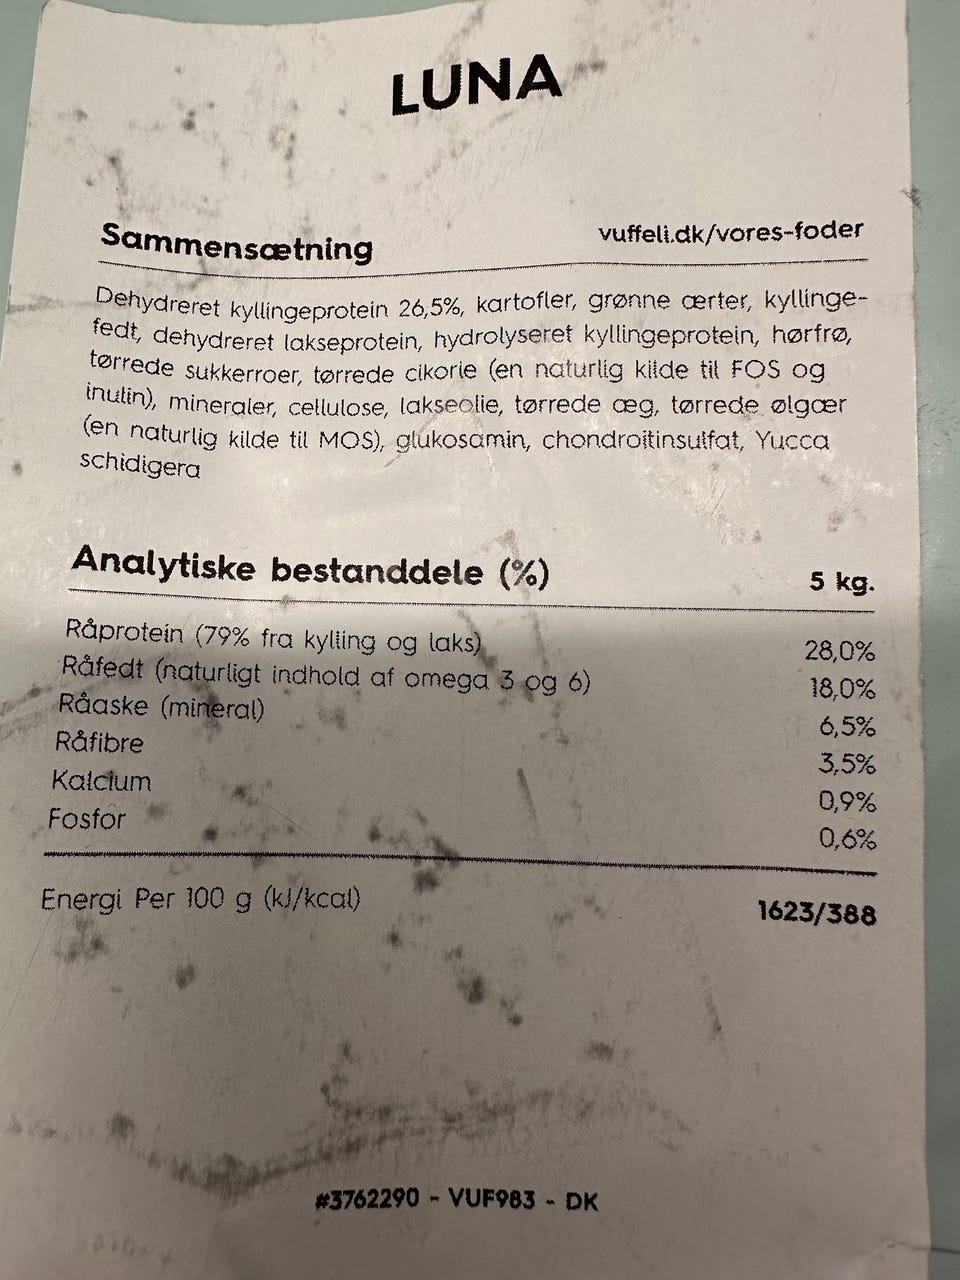 LUNA
Sammensætning
vuffeli.dk/vores-foder
Dehydreret kyllingeprotein 26,5%, kartofler, grønne ærter, kyllinge-
fedt, dehydreret lakseprotein, hydrolyseret kyllingeprotein, hørfrø,
tørrede sukkerroer, tørrede cikorie (en naturlig kilde til FOS og
inulin), mineraler, cellulose, lakseolie, tørrede æg, tørrede ølgær
(en naturlig kilde til MOS), glukosamin, chondroitinsulfat, Yucca
schidigera
Analytiske bestanddele (%) 5 kg.
Råprotein (79% fra kylling og laks) 28,0%
Råfedt (naturligt indhold af omega 3 og 6) 18,0%
Råaske (mineral) 6,5%
Råfibre 3,5%
Kalcium 0,9%
Fosfor 0,6%
Energi Per 100 g (kJ/kcal) 1623/388
#3762290 - VUF983 - DK